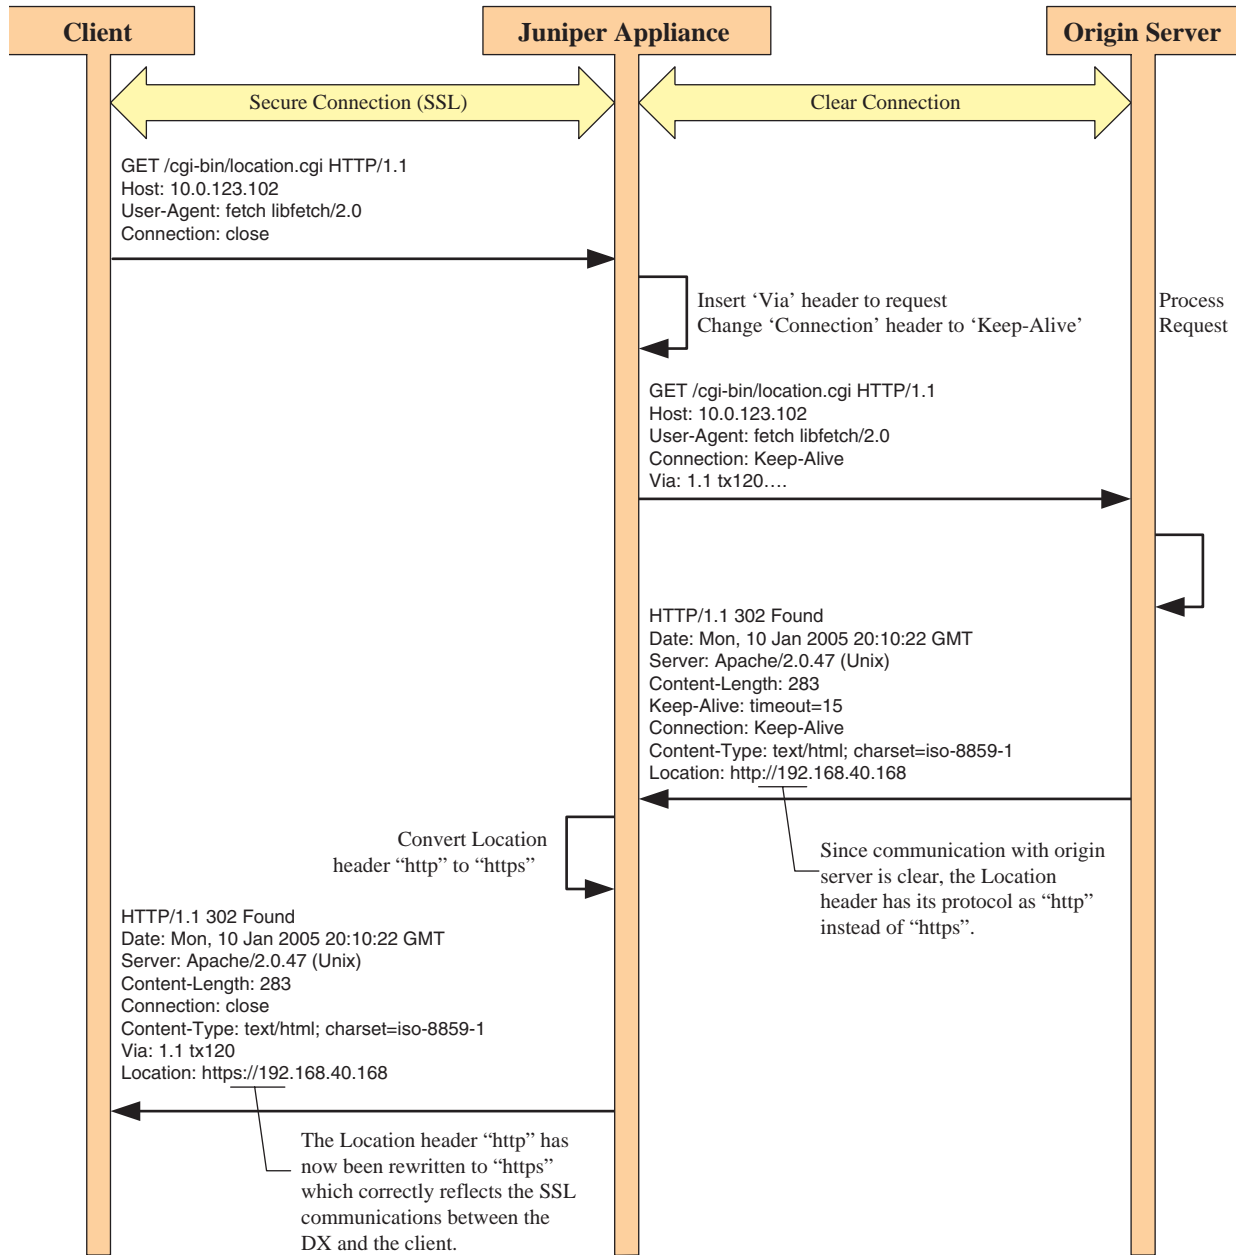 Client
Juniper Appliance
Origin Server
Secure Connection (SSL)
Clear Connection
GET /cgi-bin/location.cgi HTTP/1.1
Host: 10.0.123.102
User-Agent: fetch libfetch/2.0
Connection: close
Insert ‘Via’ header to request
Change ‘Connection’ header to ‘Keep-Alive’
Process
Request
GET /cgi-bin/location.cgi HTTP/1.1
Host: 10.0.123.102
User-Agent: fetch libfetch/2.0
Connection: Keep-Alive
Via: 1.1 tx120....
HTTP/1.1 302 Found
Date: Mon, 10 Jan 2005 20:10:22 GMT
Server: Apache/2.0.47 (Unix)
Content-Length: 283
Keep-Alive: timeout=15
Connection: Keep-Alive
Content-Type: text/html; charset=iso-8859-1
Location: http://192.168.40.168
Since communication with origin
server is clear, the Location
header has its protocol as “http”
instead of “https”.
Convert Location
header “http” to “https”
HTTP/1.1 302 Found
Date: Mon, 10 Jan 2005 20:10:22 GMT
Server: Apache/2.0.47 (Unix)
Content-Length: 283
Connection: close
Content-Type: text/html; charset=iso-8859-1
Via: 1.1 tx120
Location: https://192.168.40.168
The Location header “http” has
now been rewritten to “https”
which correctly reflects the SSL
communications between the
DX and the client.